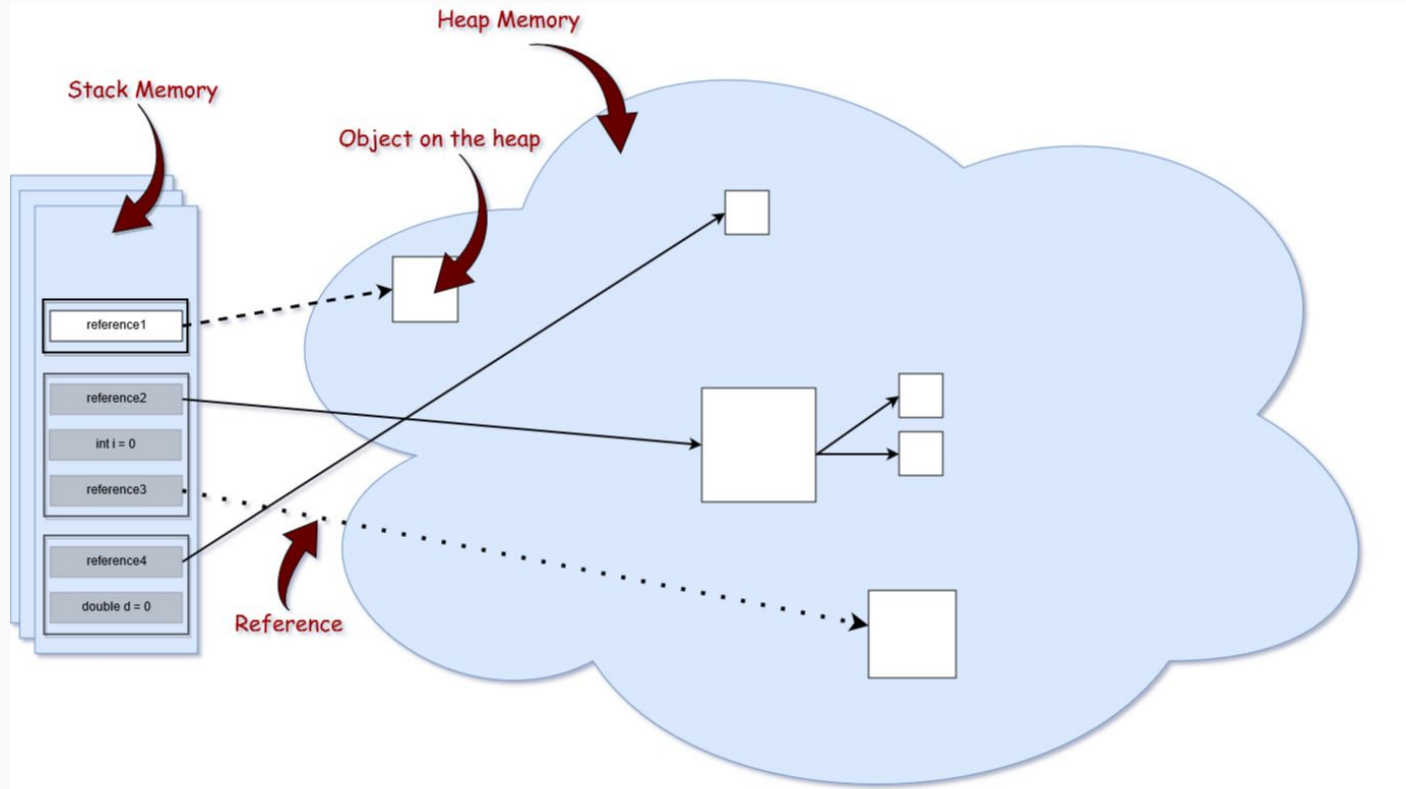 Heap Memory
Stack Memory
Object on the heap
reference1
reference2
int i = 0
reference3
reference4
double d = 0
Reference